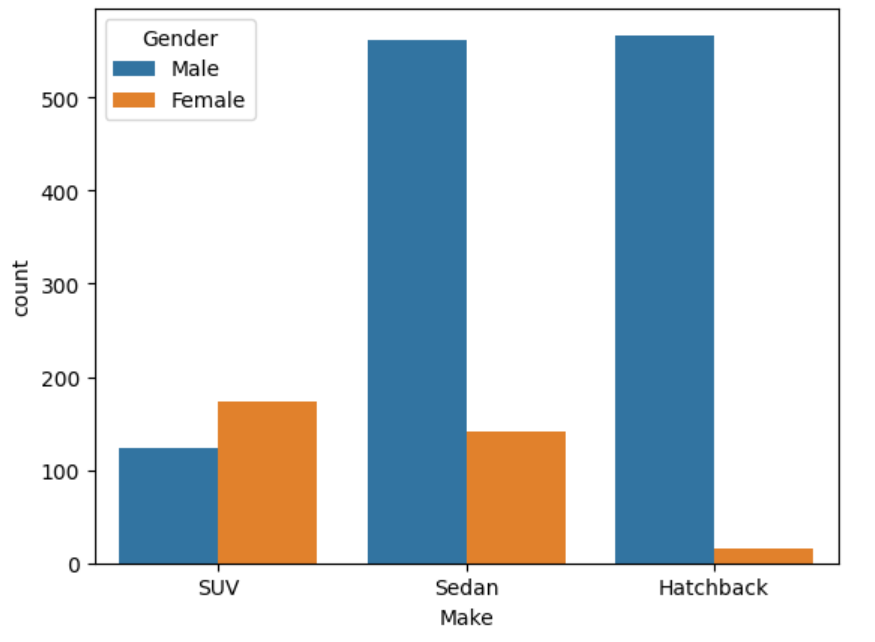 Gender
Male
Female
500
400
300
200
100
0
count
SUV Sedan Hatchback
Make